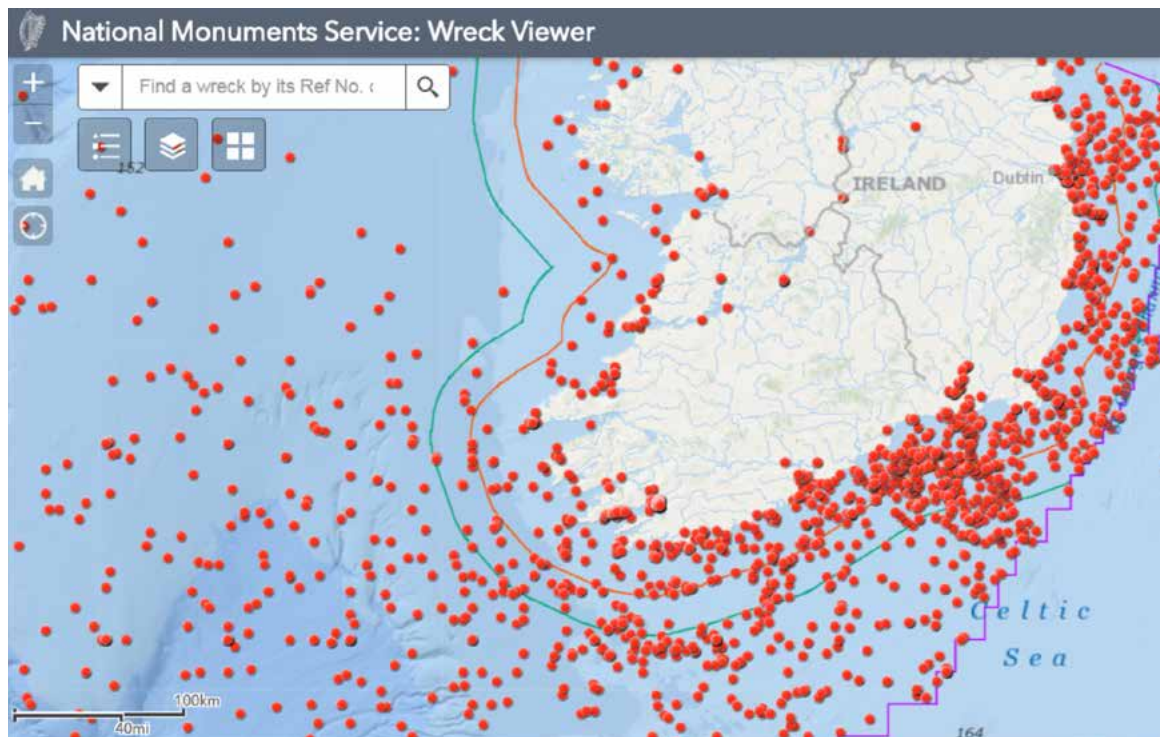 National Monuments Service: Wreck Viewer
Find a wreck by its Ref No. c
152
IRELAND
Dublin
Celtic
Sea
100km
40mi
164